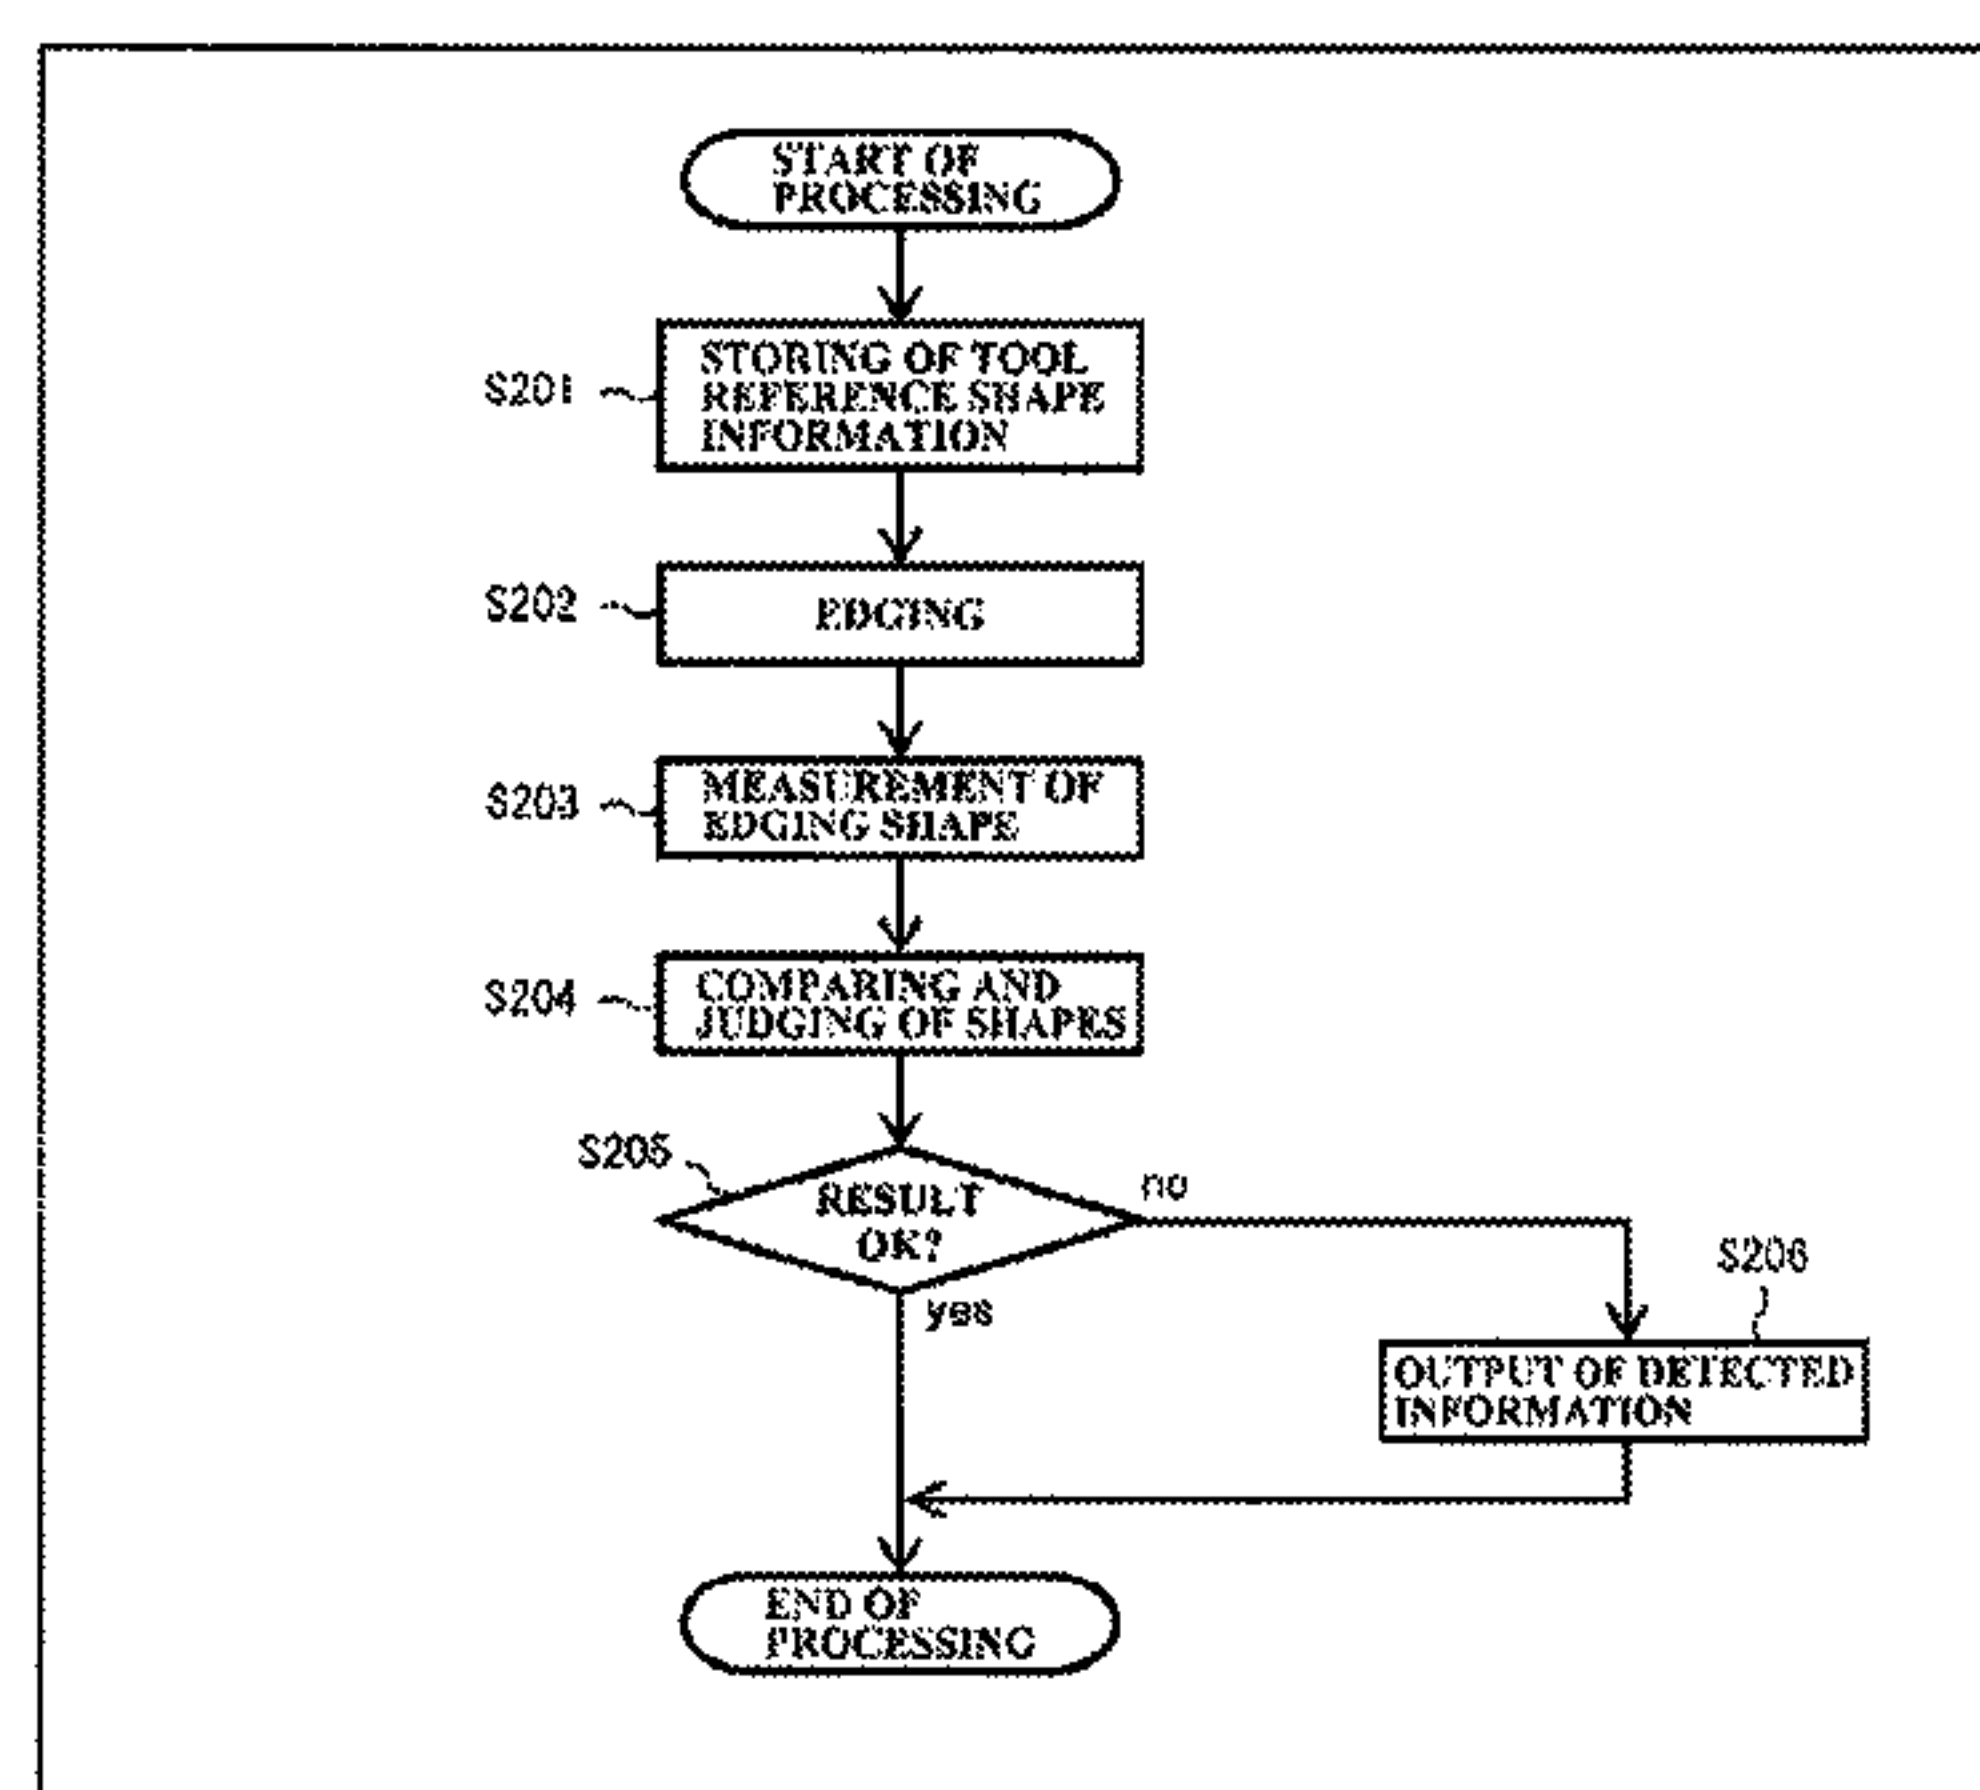 START OF
PROCESSING
S201
STORING OF TOOL
REFERENCE SHAPE
INFORMATION
S202
EDGING
S203
MEASUREMENT OF
EDGING SHAPE
S204
COMPARING AND
JUDGING OF SHAPES
S205
RESULT
OK?
no
yes
S206
OUTPUT OF DETECTED
INFORMATION
END OF
PROCESSING